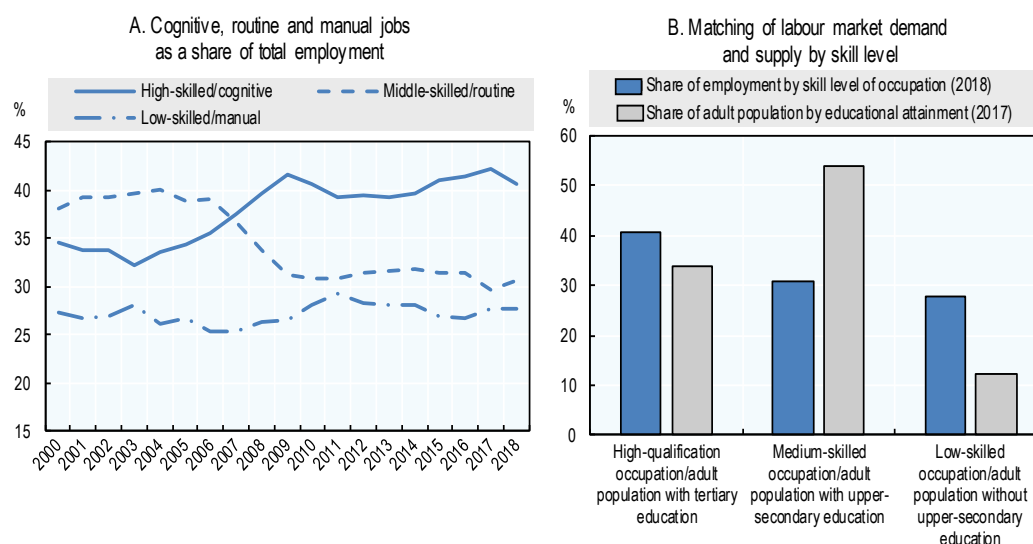 A. Cognitive, routine and manual jobs
as a share of total employment
High-skilled/cognitive
Middle-skilled/routine
Low-skilled/manual
%
45
40
35
30
25
20
15
2000
2001
2002
2003
2004
2005
2006
2007
2008
2009
2010
2011
2012
2013
2014
2015
2016
2017
2018
B. Matching of labour market demand
and supply by skill level
Share of employment by skill level of occupation (2018)
Share of adult population by educational attainment (2017)
%
60
50
40
30
20
10
0
High-qualification
occupation/adult
population with tertiary
education
Medium-skilled
occupation/adult
population with upper-
secondary education
Low-skilled
occupation/adult
population without
upper-secondary
education